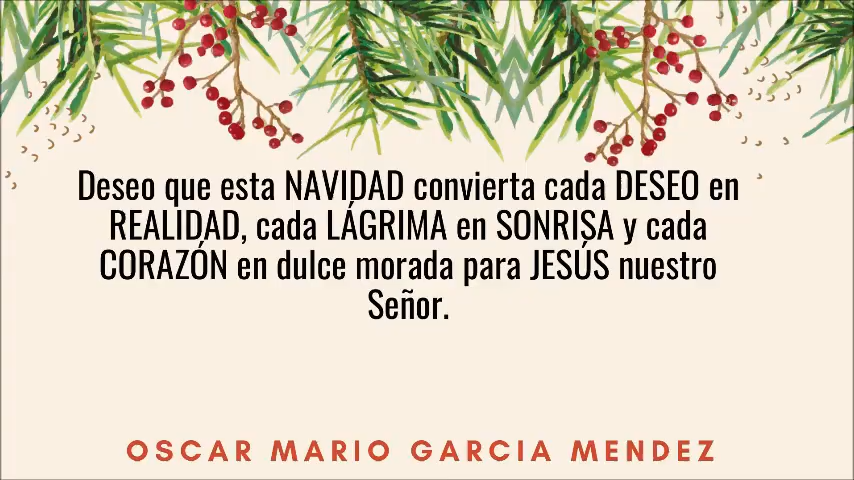 Deseo que esta NAVIDAD convierta cada DESEO en
REALIDAD, cada LÁGRIMA en SONRISA y cada
CORAZÓN en dulce morada para JESÚS nuestro
Señor.
OSCAR MARIO GARCIA MENDEZ